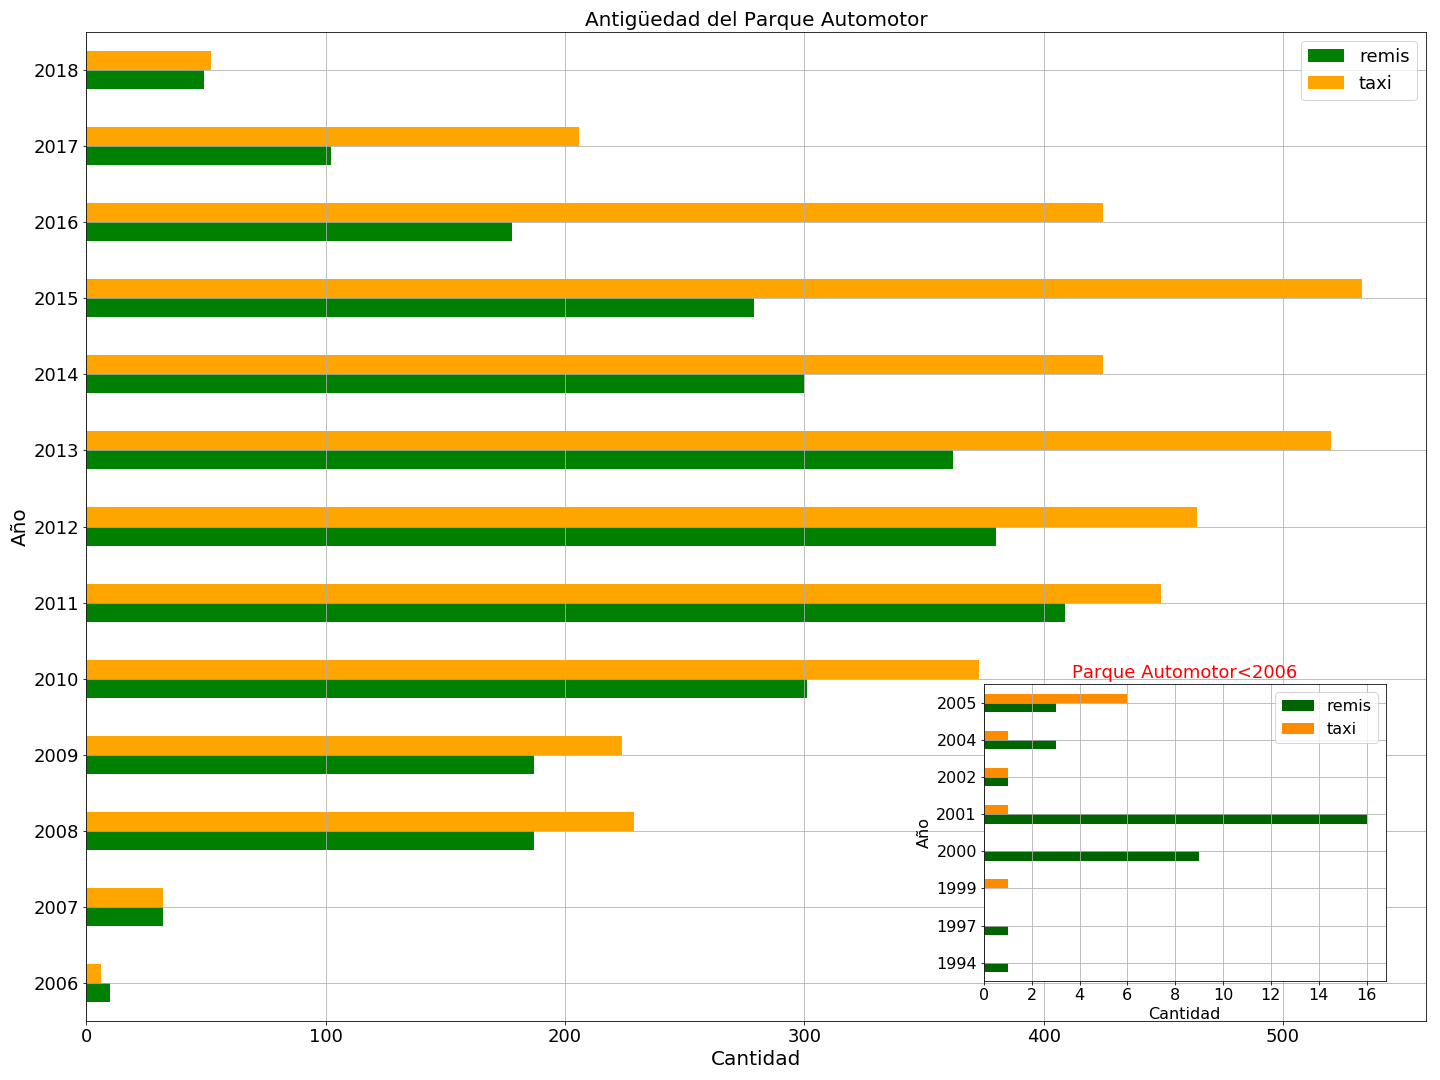 Antigüedad del Parque Automotor
remis
taxi
Año
2018
2017
2016
2015
2014
2013
2012
2011
2010
2009
2008
2007
2006
0 100 200 300 400 500
Cantidad
Parque Automotor<2006
remis
taxi
Año
2005
2004
2002
2001
2000
1999
1997
1994
0 2 4 6 8 10 12 14 16
Cantidad